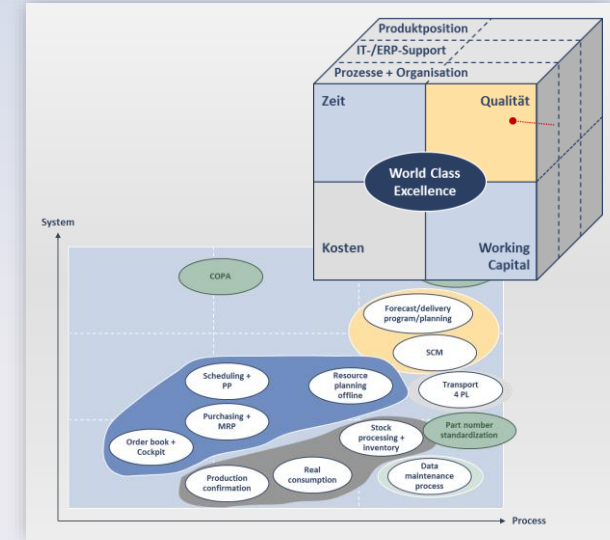 Produktposition
IT-/ERP-Support
Prozesse + Organisation
Zeit
Qualität
World Class
Excellence
Kosten
Working
Capital
System
COPA
Forecast/delivery
program/planning
SCM
Scheduling +
PP
Resource
planning
offline
Transport
4 PL
Purchasing +
MRP
Stock
processing +
inventory
Part number
standardization
Order book +
Cockpit
Production
confirmation
Real
consumption
Data
maintenance
process
Process